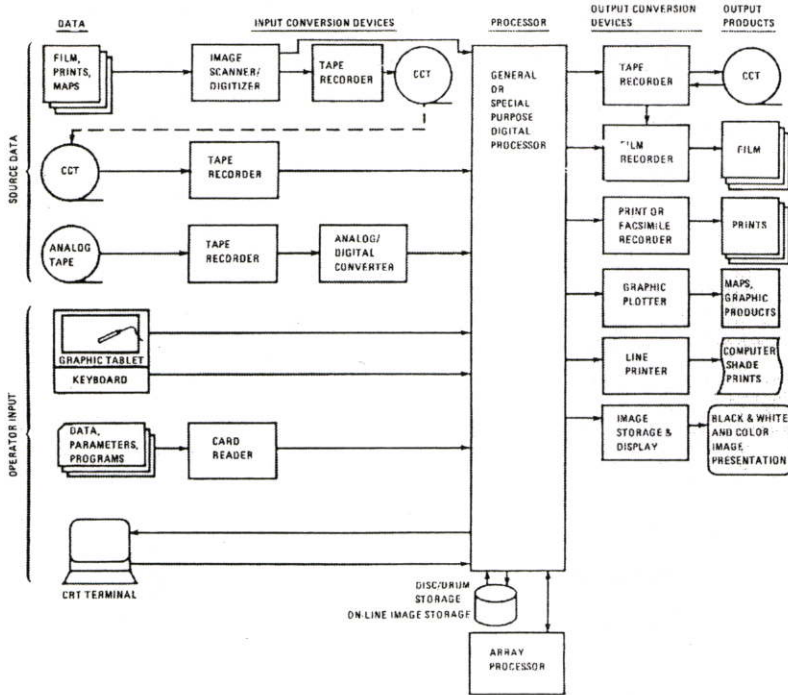 DATA
INPUT CONVERSION DEVICES
PROCESSOR
OUTPUT CONVERSION
DEVICES
OUTPUT
PRODUCTS
SOURCE DATA
FILM,
PRINTS,
MAPS
IMAGE
SCANNER/
DIGITIZER
TAPE
RECORDER
CCT
GENERAL
OR
SPECIAL
PURPOSE
DIGITAL
PROCESSOR
TAPE
RECORDER
CCT
CCT
TAPE
RECORDER
FILM
RECORDER
FILM
ANALOG
TAPE
TAPE
RECORDER
ANALOG/
DIGITAL
CONVERTER
PRINT OR
FACSIMILE
RECORDER
PRINTS
GRAPHIC
PLOTTER
MAPS,
GRAPHIC
PRODUCTS
OPERATOR INPUT
GRAPHIC TABLET
KEYBOARD
LINE
PRINTER
COMPUTER
SHADE
PRINTS
DATA,
PARAMETERS,
PROGRAMS
CARD
READER
IMAGE
STORAGE &
DISPLAY
BLACK & WHITE
AND COLOR
IMAGE
PRESENTATION
CRT TERMINAL
DISC/DRUM
STORAGE
ON-LINE IMAGE STORAGE
ARRAY
PROCESSOR